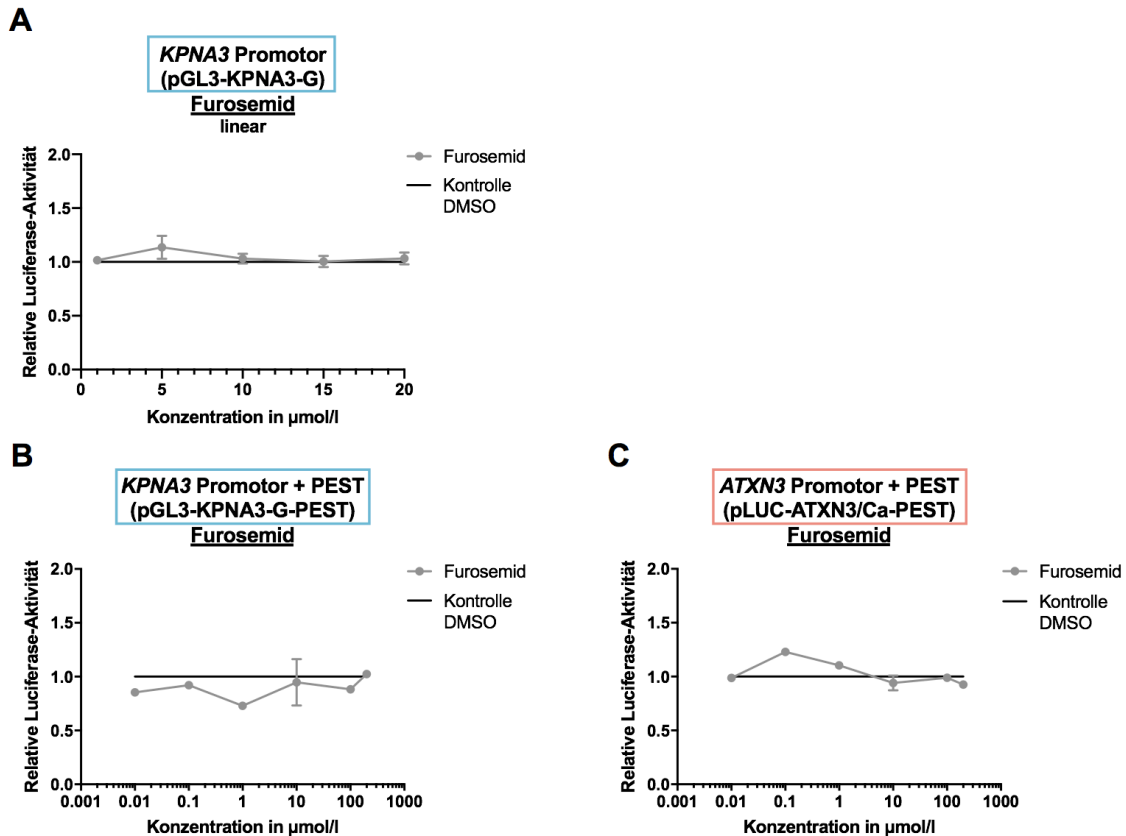 A
KPNA3 Promotor
(pGL3-KPNA3-G)
Furosemid
linear
Relative Luciferase-Aktivität
2.0
1.5
1.0
0.5
0.0
0 5 10 15 20
Konzentration in µmol/l
Furosemid
Kontrolle
DMSO
B
KPNA3 Promotor + PEST
(pGL3-KPNA3-G-PEST)
Furosemid
Relative Luciferase-Aktivität
2.0
1.5
1.0
0.5
0.0
0.001 0.01 0.1 1 10 100 1000
Konzentration in µmol/l
Furosemid
Kontrolle
DMSO
C
ATXN3 Promotor + PEST
(pLUC-ATXN3/Ca-PEST)
Furosemid
Relative Luciferase-Aktivität
2.0
1.5
1.0
0.5
0.0
0.001 0.01 0.1 1 10 100 1000
Konzentration in µmol/l
Furosemid
Kontrolle
DMSO